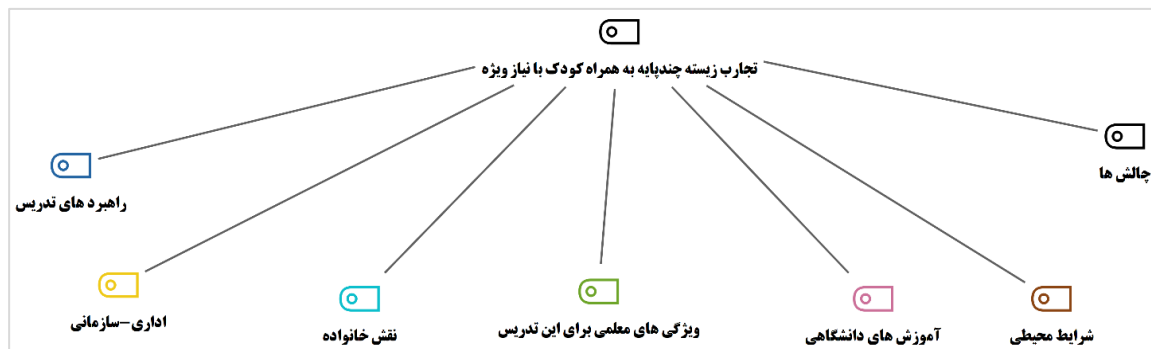 تجارب زیسته چندپایه به همراه کودک با نیاز ویژه
چالش ها
راهبرد های تدریس
شرایط محیطی
آموزش های دانشگاهی
ویژگی های معلمی برای این تدریس
نقش خانواده
اداری-سازمانی